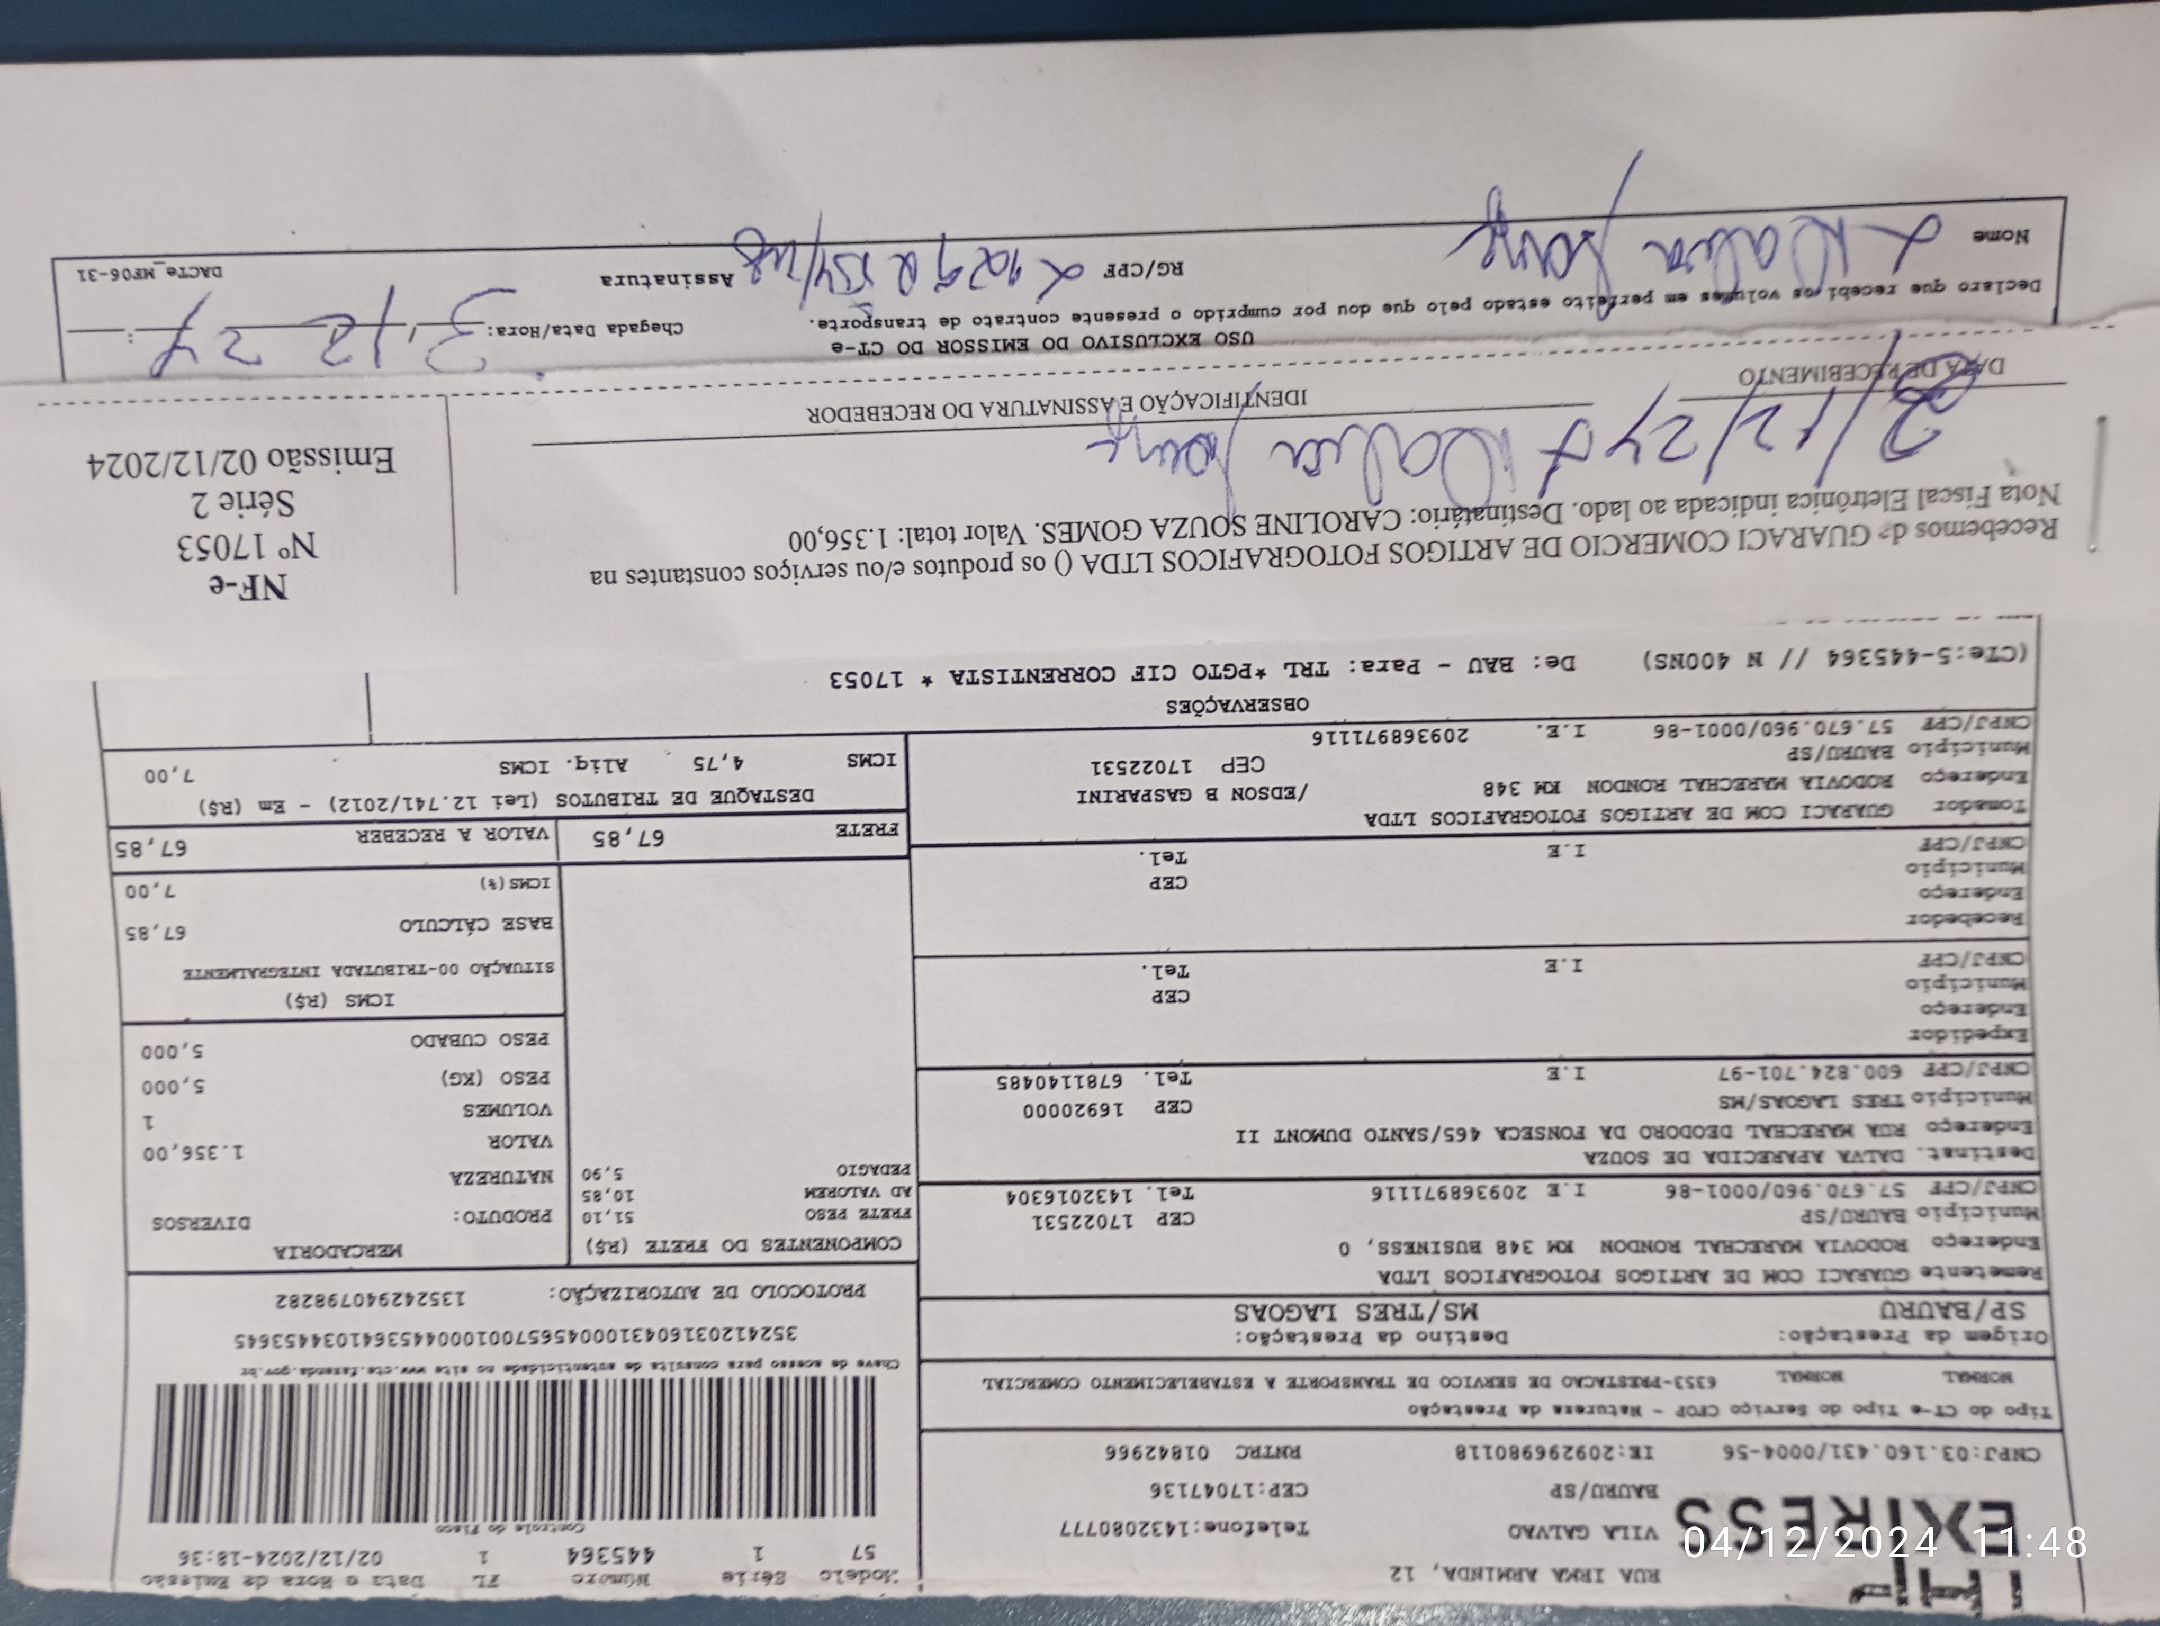 RUA IRMA ARMINDA, 12
EXPRESS
VILA GALVAO Telefone:1432080777
BAURU/SP CEP:17047136
CNPJ:03.160.431/0004-56 IE:209296980118 RNTRC 01842966
Modelo Série Número FL Data e Hora de Emissão
57 1 445364 1 02/12/2024-18:36
Controle do Fisco
Chave de acesso para consulta de autenticidade no site www.cte.fazenda.gov.br
35241203160431000456570010004453641034453645
PROTOCOLO DE AUTORIZAÇÃO: 135242940798282
Tipo do CT-e Tipo do Serviço CFOP - Natureza da Prestação
NORMAL NORMAL 6353-PRESTACAO DE SERVICO DE TRANSPORTE A ESTABELECIMENTO COMERCIAL
Origem da Prestação: Destino da Prestação:
SP/BAURU MS/TRES LAGOAS
Remetente GUARACI COM DE ARTIGOS FOTOGRAFICOS LTDA
Endereço RODOVIA MARECHAL RONDON KM 348 BUSINESS, 0
Município BAURU/SP CEP 17022531
CNPJ/CPF 57.670.960/0001-86 I.E 209368971116 Tel. 1432016304
Destinat. DALVA APARECIDA DE SOUZA
Endereço RUA MARECHAL DEODORO DA FONSECA 465/SANTO DUMONT II
Município TRES LAGOAS/MS CEP 16920000
CNPJ/CPF 600.824.701-97 I.E Tel. 6781140485
Expedidor
Endereço
Município CEP
CNPJ/CPF I.E Tel.
Recebedor
Endereço
Município CEP
CNPJ/CPF I.E Tel.
Tomador GUARACI COM DE ARTIGOS FOTOGRAFICOS LTDA
Endereço RODOVIA MARECHAL RONDON KM 348 /EDSON B GASPARINI
Município BAURU/SP CEP 17022531
CNPJ/CPF 57.670.960/0001-86 I.E. 209368971116
COMPONENTES DO FRETE (R$)
FRETE PESO 51,10
AD VALOREM 10,85
PEDAGIO 5,90
MERCADORIA
PRODUTO: DIVERSOS
NATUREZA
VALOR 1.356,00
VOLUMES 1
PESO (KG) 5,000
PESO CUBADO 5,000
ICMS (R$)
SITUAÇÃO 00-TRIBUTADA INTEGRALMENTE
BASE CÁLCULO 67,85
ICMS(%) 7,00
FRETE 67,85 VALOR A RECEBER 67,85
DESTAQUE DE TRIBUTOS (Lei 12.741/2012) - Em (R$)
ICMS 4,75 Aliq. ICMS 7,00
OBSERVAÇÕES
(CTe:5-445364 // N 400NS) De: BAU - Para: TRL *PGTO CIF CORRENTISTA * 17053
Recebemos de GUARACI COMERCIO DE ARTIGOS FOTOGRAFICOS LTDA () os produtos e/ou serviços constantes na
Nota Fiscal Eletrônica indicada ao lado. Destinatário: CAROLINE SOUZA GOMES. Valor total: 1.356,00
NF-e
Nº 17053
Série 2
Emissão 02/12/2024
DATA DE RECEBIMENTO IDENTIFICAÇÃO E ASSINATURA DO RECEBEDOR
USO EXCLUSIVO DO EMISSOR DO CT-e
Declaro que recebi os volumes em perfeito estado pelo que dou por cumprido o presente contrato de transporte.
Chegada Data/Hora: 3 12 24
Nome RG/CPF Assinatura
DACTe_MF06-31
04/12/2024 11:48